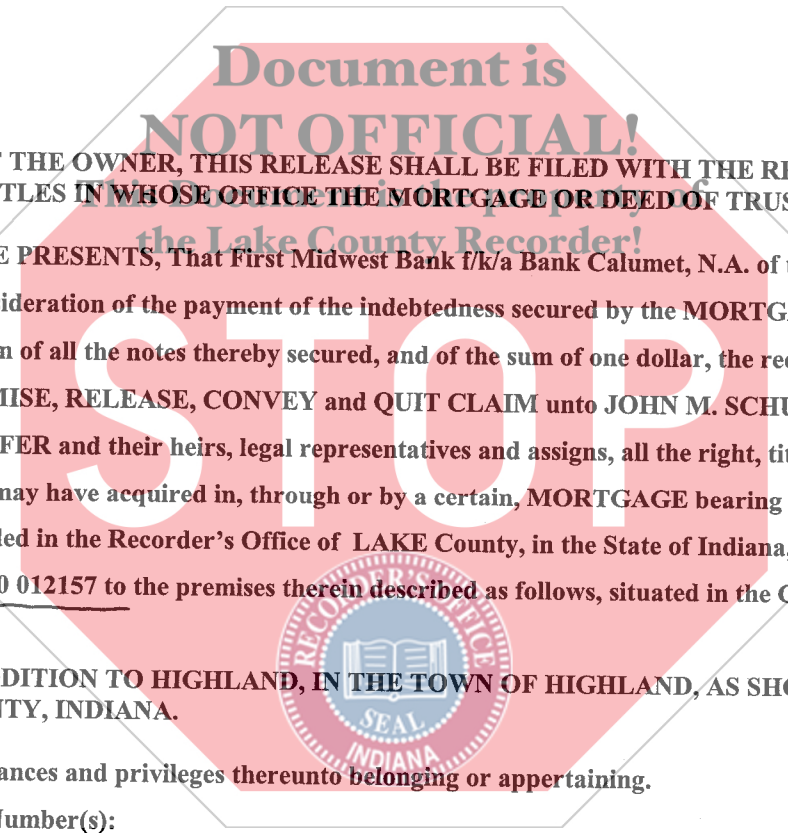 Document is
NOT OFFICIAL!
THE OWNER, THIS RELEASE SHALL BE FILED WITH THE RE
TLES IN WHOSE OFFICE THE MORTGAGE OR DEED OF TRUS
This Document is the property of
the Lake County Recorder!
E PRESENTS, That First Midwest Bank f/k/a Bank Calumet, N.A. of
sideration of the payment of the indebtedness secured by the MORTGA
n of all the notes thereby secured, and of the sum of one dollar, the rec
MISE, RELEASE, CONVEY and QUIT CLAIM unto JOHN M. SCHU
FER and their heirs, legal representatives and assigns, all the right, tit
may have acquired in, through or by a certain, MORTGAGE bearing
led in the Recorder's Office of LAKE County, in the State of Indiana,
0 012157 to the premises therein described as follows, situated in the C
STOP
DITION TO HIGHLAND, IN THE TOWN OF HIGHLAND, AS SHO
NTY, INDIANA.
RECORDER'S OFFICE
SEAL
INDIANA
ances and privileges thereunto belonging or appertaining.
Number(s):